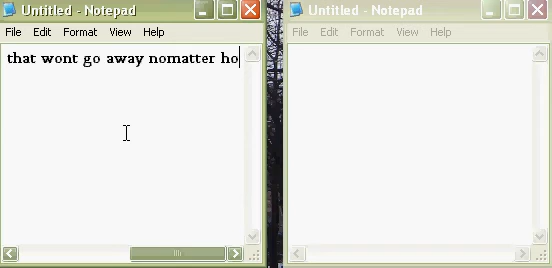 Untitled - Notepad
File Edit Format View Help
that wont go away nomatter ho
Untitled - Notepad
File Edit Format View Help